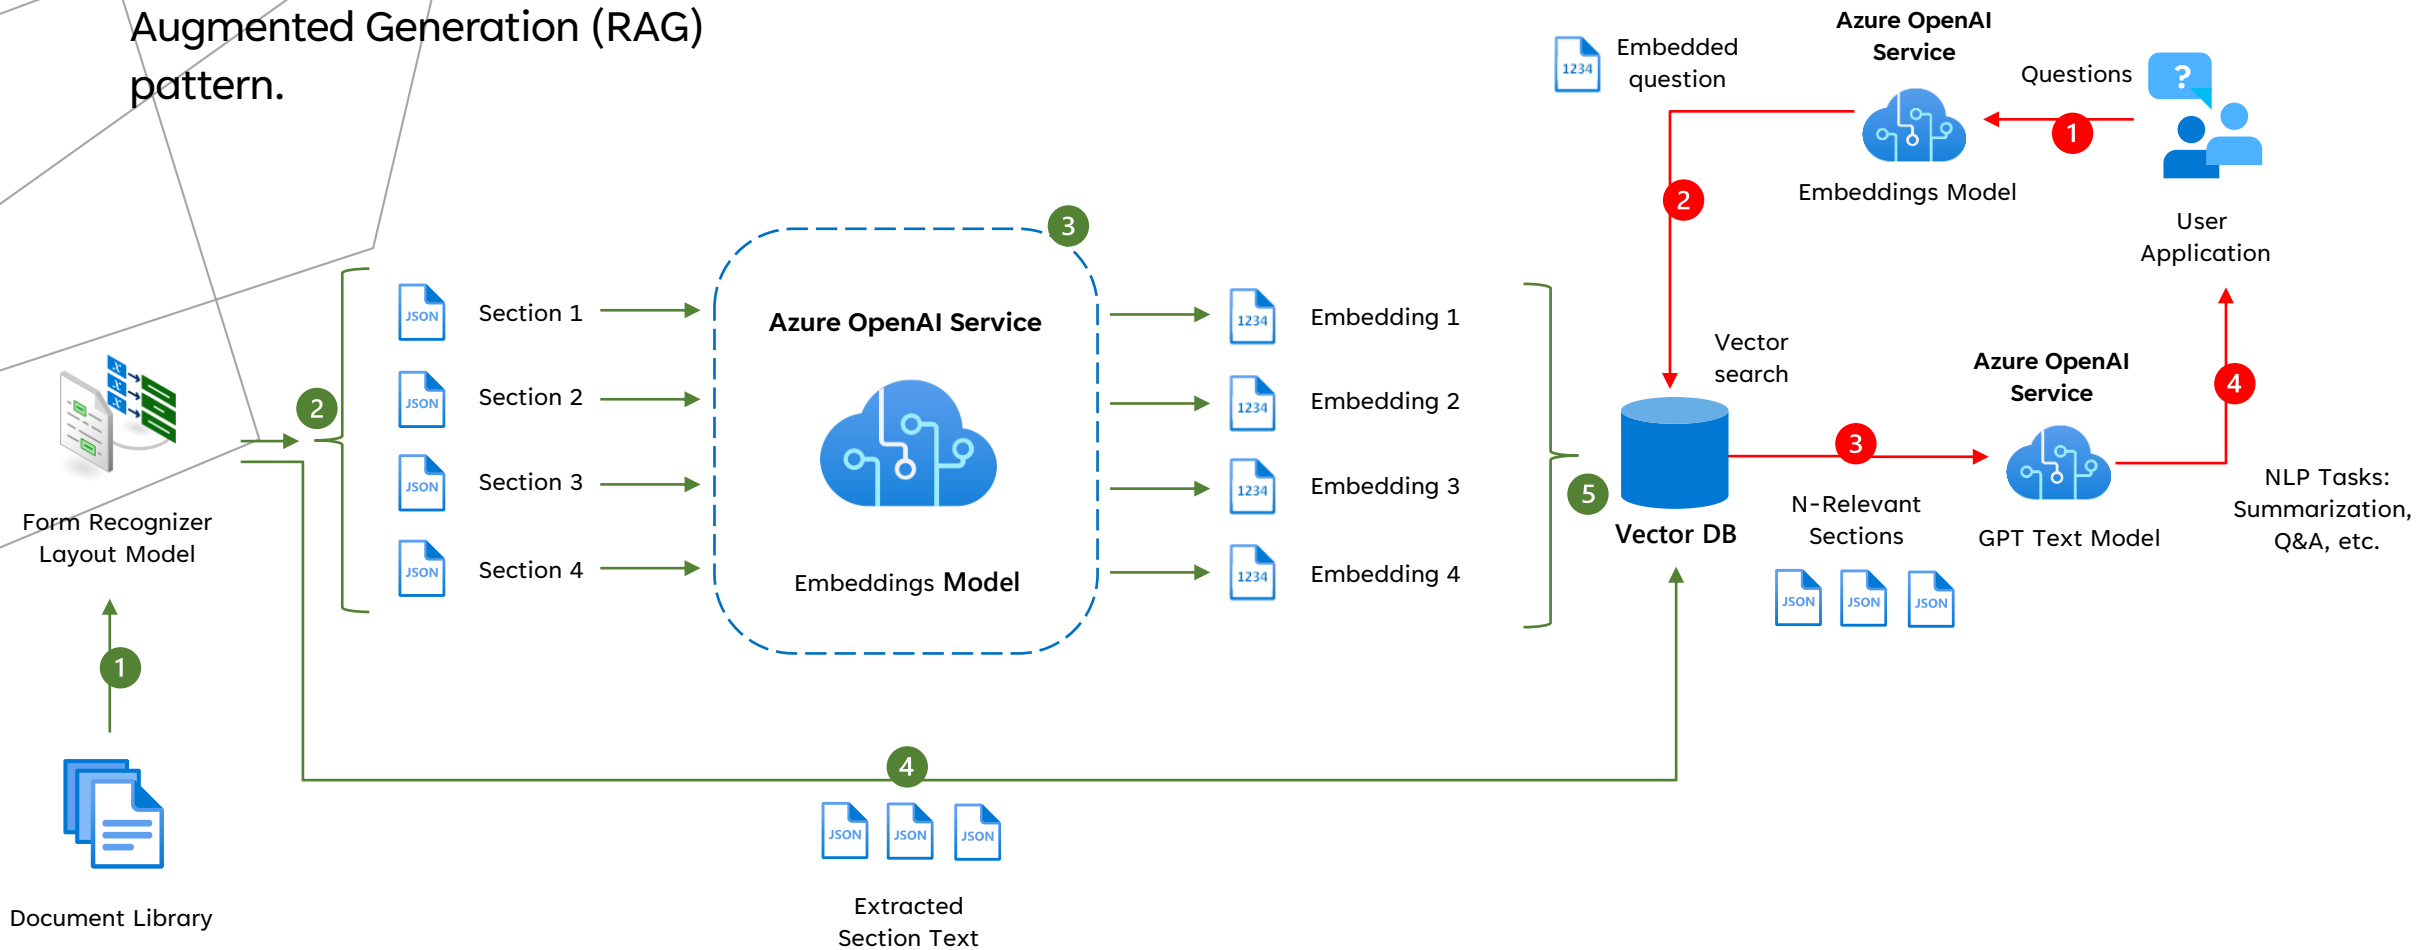 Augmented Generation (RAG)
pattern.
1234
Embedded
question
Azure OpenAI
Service
Embeddings Model
Questions
?
1
User
Application
2
Vector
search
3
JSON
Section 1
JSON
Section 2
JSON
Section 3
JSON
Section 4
2
Form Recognizer
Layout Model
x
x
x
1
Document Library
Azure OpenAI Service
Embeddings Model
1234
Embedding 1
1234
Embedding 2
1234
Embedding 3
1234
Embedding 4
5
Vector DB
3
N-Relevant
Sections
JSON
JSON
JSON
Azure OpenAI
Service
GPT Text Model
4
NLP Tasks:
Summarization,
Q&A, etc.
4
JSON
JSON
JSON
Extracted
Section Text